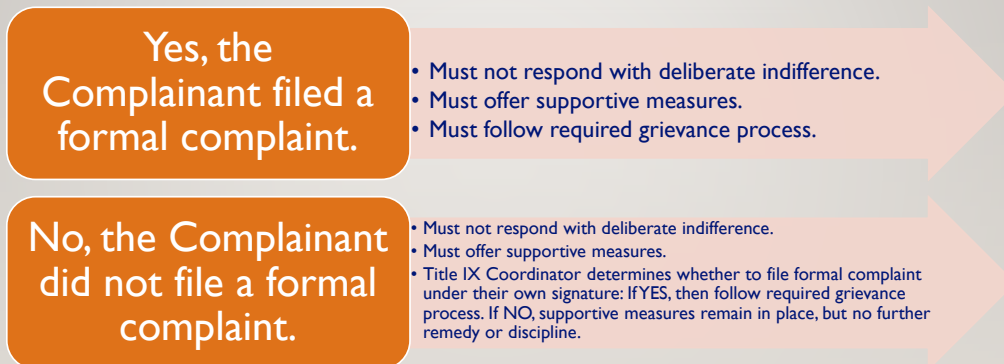 Yes, the
Complainant filed a
formal complaint.
• Must not respond with deliberate indifference.
• Must offer supportive measures.
• Must follow required grievance process.
No, the Complainant
did not file a formal
complaint.
• Must not respond with deliberate indifference.
• Must offer supportive measures.
• Title IX Coordinator determines whether to file formal complaint
under their own signature: If YES, then follow required grievance
process. If NO, supportive measures remain in place, but no further
remedy or discipline.